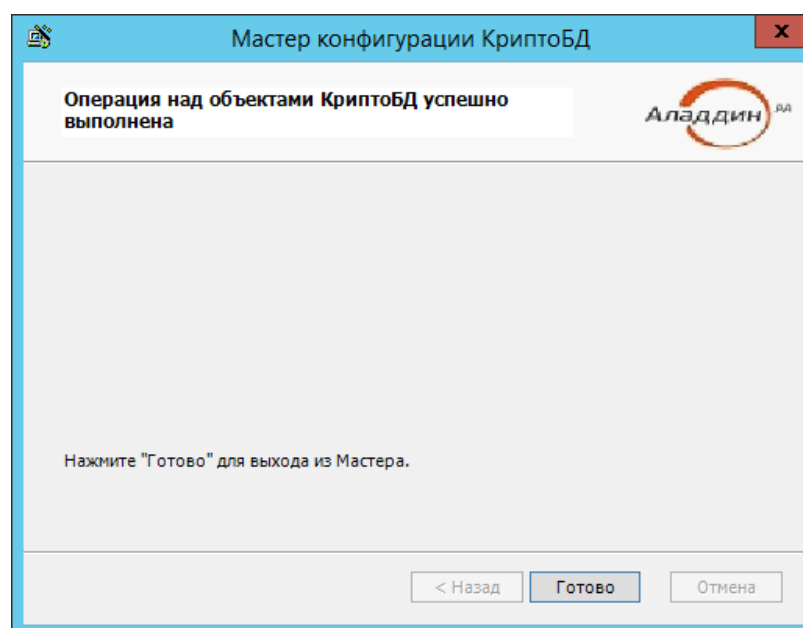 Мастер конфигурации КриптоБД
x
Операция над объектами КриптоБД успешно
выполнена
Аладдин РД
Нажмите "Готово" для выхода из Мастера.
< Назад
Готово
Отмена